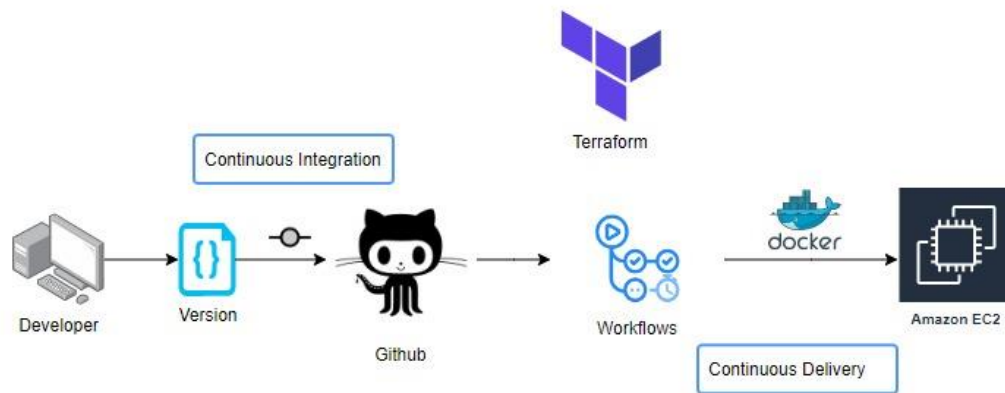 Terraform
Continuous Integration
docker
Developer
Version
Github
Workflows
Amazon EC2
Continuous Delivery